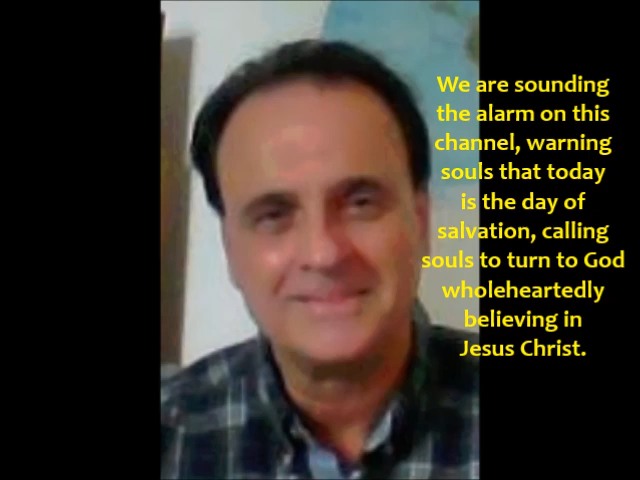 We are sounding
the alarm on this
channel, warning
souls that today
is the day of
salvation, calling
souls to turn to God
wholeheartedly
believing in
Jesus Christ.